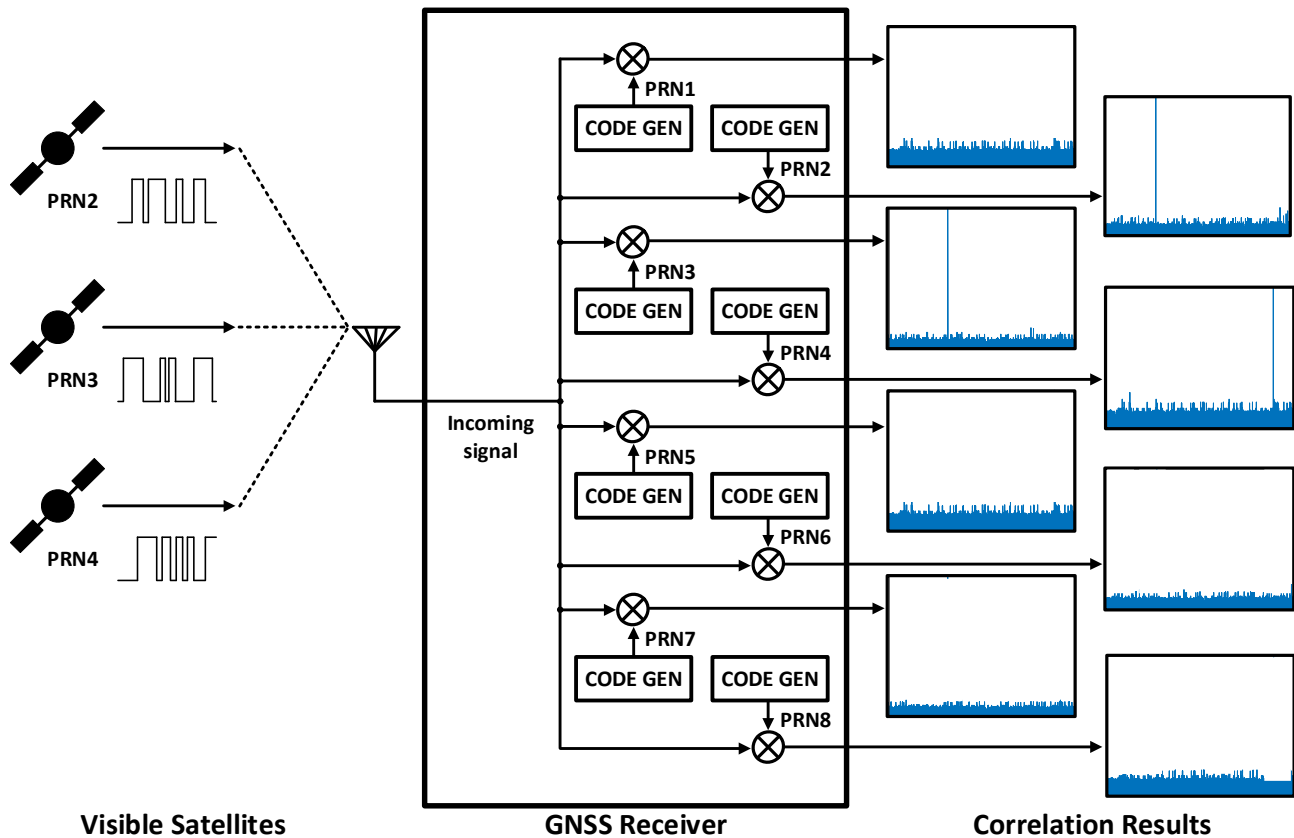 PRN2
PRN3
PRN4
Incoming
signal
PRN1
CODE GEN
CODE GEN
PRN2
PRN3
CODE GEN
CODE GEN
PRN4
PRN5
CODE GEN
CODE GEN
PRN6
PRN7
CODE GEN
CODE GEN
PRN8
Visible Satellites
GNSS Receiver
Correlation Results